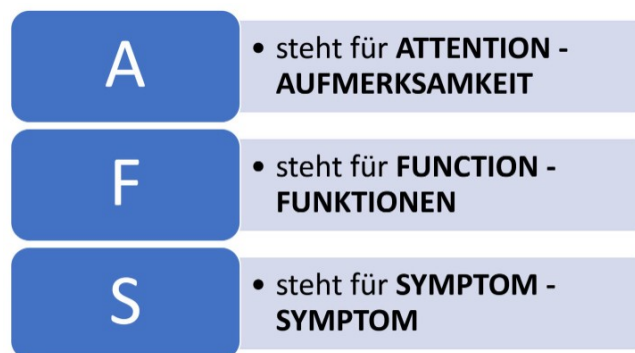 A
• steht für ATTENTION -
AUFMERKSAMKEIT
F
• steht für FUNCTION -
FUNKTIONEN
S
• steht für SYMPTOM -
SYMPTOM